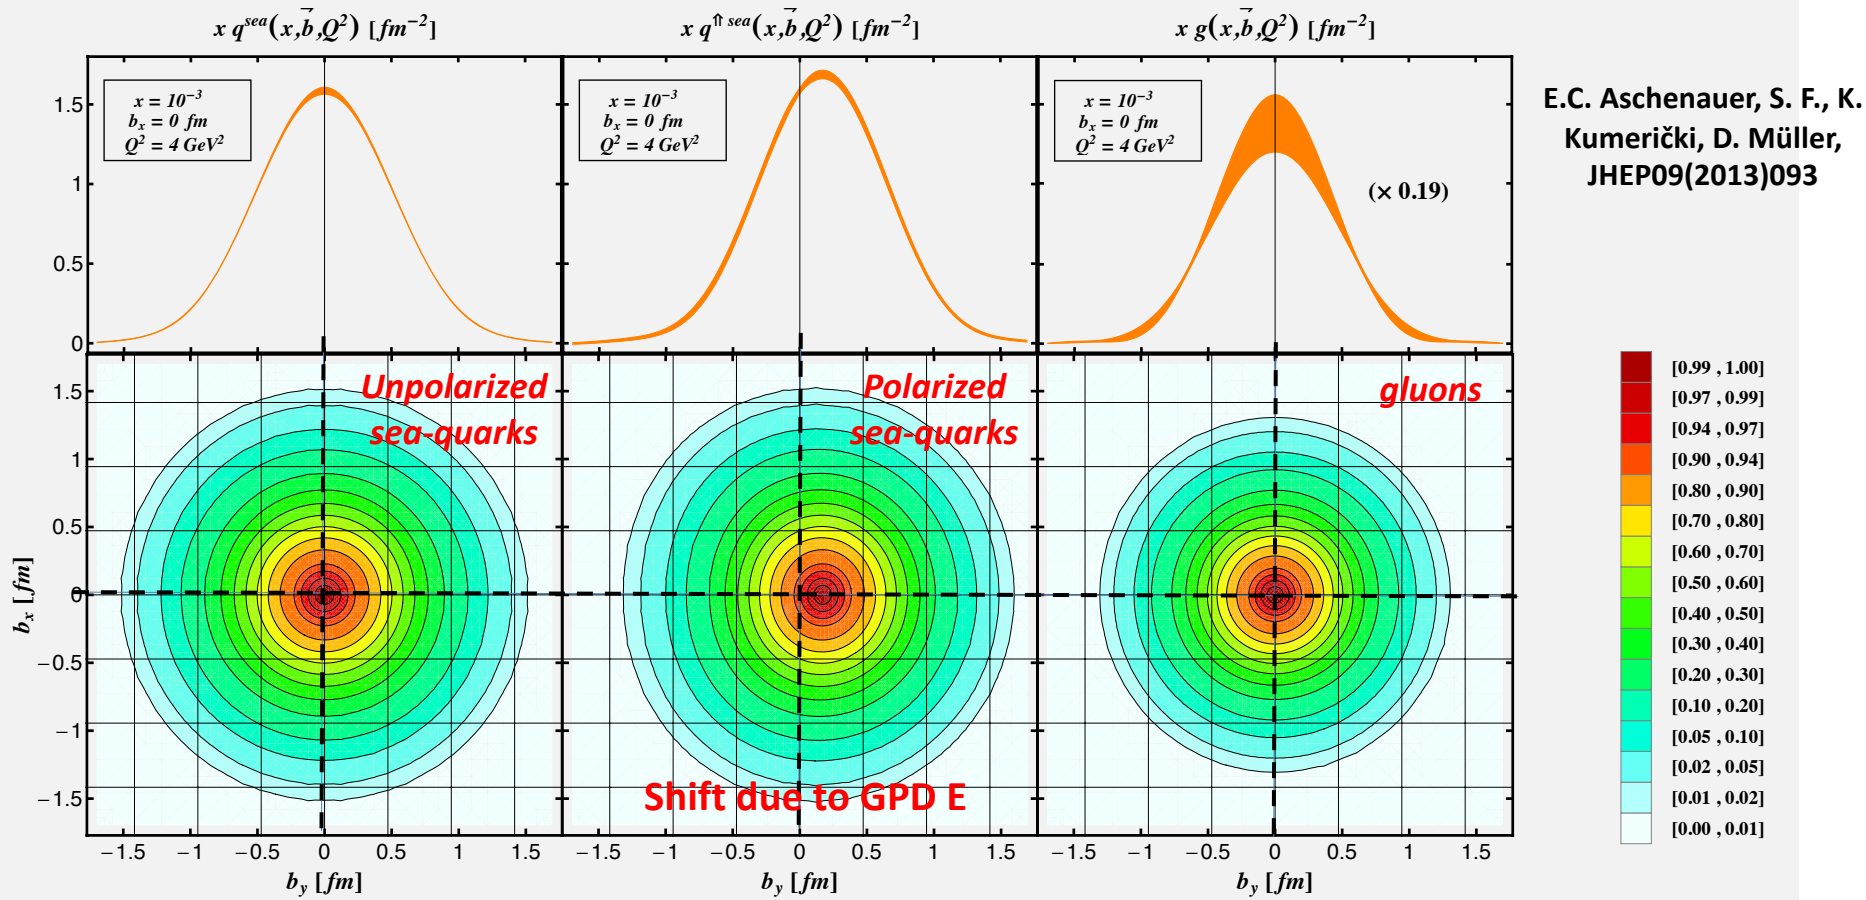 x q^sea(x,b⃗,Q²) [fm⁻²]
x q^⇑ sea(x,b⃗,Q²) [fm⁻²]
x g(x,b⃗,Q²) [fm⁻²]
x = 10⁻³
b_x = 0 fm
Q² = 4 GeV²
x = 10⁻³
b_x = 0 fm
Q² = 4 GeV²
x = 10⁻³
b_x = 0 fm
Q² = 4 GeV²
(× 0.19)
1.5
1
0.5
0
E.C. Aschenauer, S. F., K.
Kumerički, D. Müller,
JHEP09(2013)093
Unpolarized
sea-quarks
Polarized
sea-quarks
gluons
Shift due to GPD E
1.5
1
0.5
0
−0.5
−1
−1.5
b_x [fm]
−1.5 −1 −0.5 0 0.5 1 1.5
−1.5 −1 −0.5 0 0.5 1 1.5
−1.5 −1 −0.5 0 0.5 1 1.5
b_y [fm]
b_y [fm]
b_y [fm]
[0.99 , 1.00]
[0.97 , 0.99]
[0.94 , 0.97]
[0.90 , 0.94]
[0.80 , 0.90]
[0.70 , 0.80]
[0.60 , 0.70]
[0.50 , 0.60]
[0.40 , 0.50]
[0.30 , 0.40]
[0.20 , 0.30]
[0.10 , 0.20]
[0.05 , 0.10]
[0.02 , 0.05]
[0.01 , 0.02]
[0.00 , 0.01]